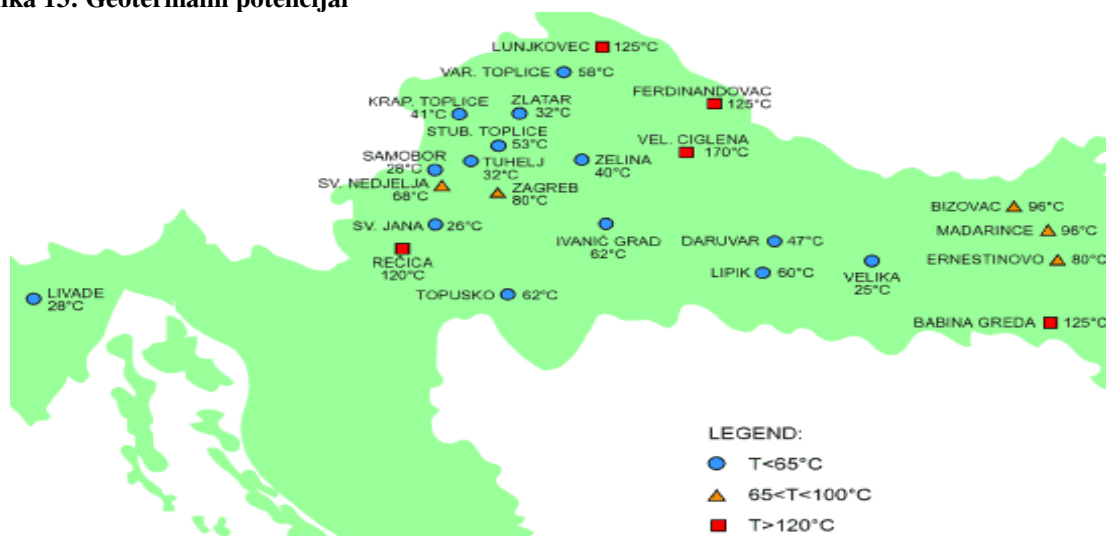 ika 15: Geotermalni potencijal
LUNJKOVEC 125°C
VAR. TOPLICE 58°C
FERDINANDOVAC
125°C
KRAP. TOPLICE
41°C
ZLATAR
32°C
STUB. TOPLICE
53°C
VEL. CIGLENA
170°C
SAMOBOR
28°C
TUHELJ
32°C
ZELINA
40°C
SV. NEDJELJA
68°C
ZAGREB
80°C
BIZOVAC 96°C
SV. JANA 26°C
MADARINCE 96°C
IVANIĆ GRAD
62°C
DARUVAR 47°C
REČICA
120°C
ERNESTINOVO 80°C
LIPIK 60°C
VELIKA
25°C
LIVADE
28°C
TOPUSKO 62°C
BABINA GREDA 125°C
LEGEND:
T<65°C
65<T<100°C
T>120°C